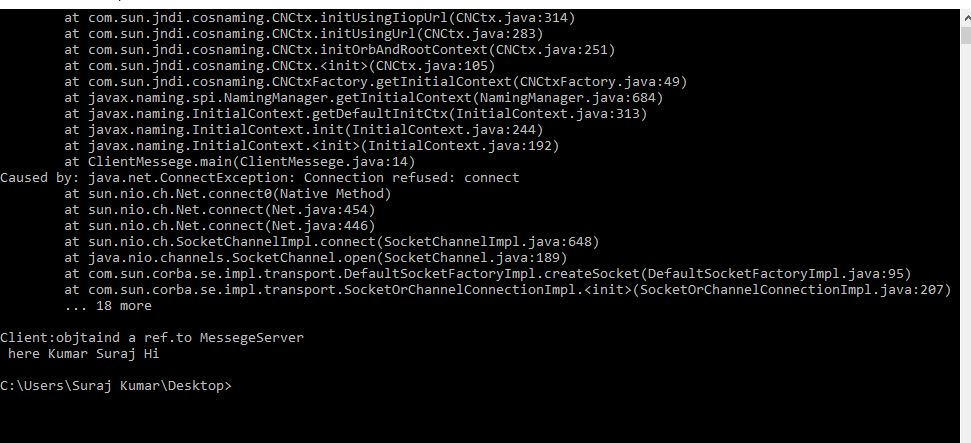 at com.sun.jndi.cosnaming.CNCtx.initUsingIiopUrl(CNCtx.java:314)
at com.sun.jndi.cosnaming.CNCtx.initUsingUrl(CNCtx.java:283)
at com.sun.jndi.cosnaming.CNCtx.initOrbAndRootContext(CNCtx.java:251)
at com.sun.jndi.cosnaming.CNCtx.<init>(CNCtx.java:105)
at com.sun.jndi.cosnaming.CNCtxFactory.getInitialContext(CNCtxFactory.java:49)
at javax.naming.spi.NamingManager.getInitialContext(NamingManager.java:684)
at javax.naming.InitialContext.getDefaultInitCtx(InitialContext.java:313)
at javax.naming.InitialContext.init(InitialContext.java:244)
at javax.naming.InitialContext.<init>(InitialContext.java:192)
at ClientMessege.main(ClientMessege.java:14)
Caused by: java.net.ConnectException: Connection refused: connect
at sun.nio.ch.Net.connect0(Native Method)
at sun.nio.ch.Net.connect(Net.java:454)
at sun.nio.ch.Net.connect(Net.java:446)
at sun.nio.ch.SocketChannelImpl.connect(SocketChannelImpl.java:648)
at java.nio.channels.SocketChannel.open(SocketChannel.java:189)
at com.sun.corba.se.impl.transport.DefaultSocketFactoryImpl.createSocket(DefaultSocketFactoryImpl.java:95)
at com.sun.corba.se.impl.transport.SocketOrChannelConnectionImpl.<init>(SocketOrChannelConnectionImpl.java:207)
... 18 more
Client:objtaind a ref.to MessegeServer
here Kumar Suraj Hi
C:\Users\Suraj Kumar\Desktop>